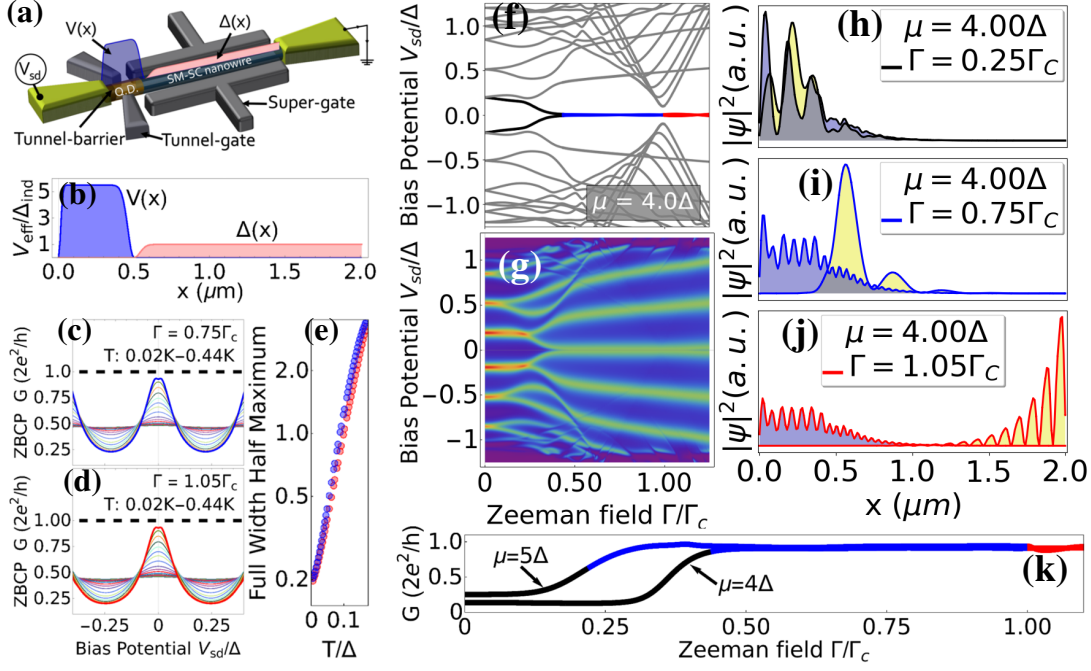 (a)
V(x)
Δ(x)
V_sd
Q.D.
SM-SC nanowire
Super-gate
Tunnel-barrier
Tunnel-gate
(b)
V_eff/Δ_ind
5
1
V(x)
Δ(x)
0.0 0.5 1.0 1.5 2.0
x (μm)
(c)
Γ = 0.75Γ_c
T: 0.02K−0.44K
ZBCP G (2e²/h)
1.0
0.75
0.50
0.25
(d)
Γ = 1.05Γ_c
T: 0.02K−0.44K
ZBCP G (2e²/h)
1.00
0.75
0.50
0.25
−0.25 0.00 0.25
Bias Potential V_sd/Δ
(e)
Full Width Half Maximum
2.0
1.0
0.5
0.2
0 0.1
T/Δ
(f)
Bias Potential V_sd/Δ
1.0
0.5
0.0
−0.5
−1.0
μ = 4.0Δ
(g)
Bias Potential V_sd/Δ
1
0.5
0
−0.5
−1
0 0.50 1.00
Zeeman field Γ/Γ_c
(h)
|ψ|²(a. u.)
μ = 4.00Δ
Γ = 0.25Γ_C
(i)
|ψ|²(a. u.)
μ = 4.00Δ
Γ = 0.75Γ_C
(j)
|ψ|²(a. u.)
μ = 4.00Δ
Γ = 1.05Γ_C
0.0 0.5 1.0 1.5 2.0
x (μm)
(k)
G (2e²/h)
1.0
0.5
0
μ=5Δ
μ=4Δ
0 0.25 0.50 0.75 1.00
Zeeman field Γ/Γ_c